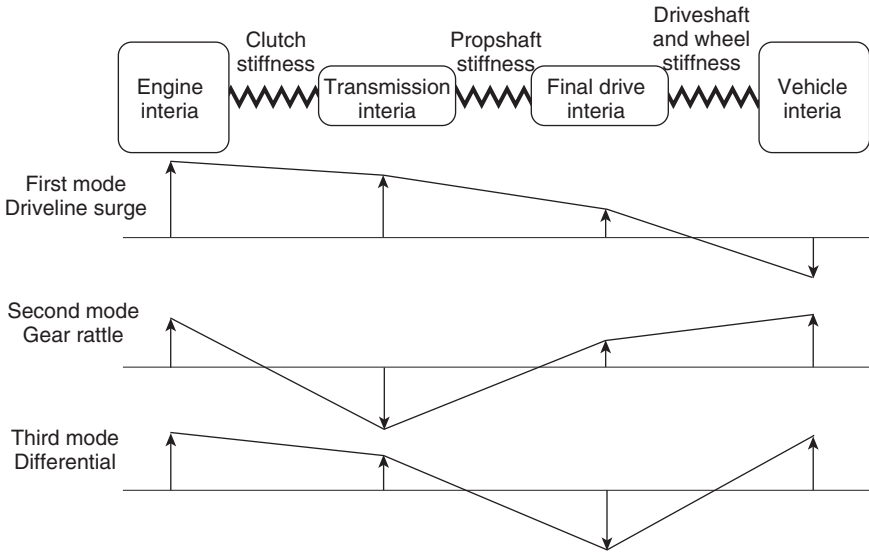 Clutch
stiffness
Propshaft
stiffness
Driveshaft
and wheel
stiffness
Engine
interia
Transmission
interia
Final drive
interia
Vehicle
interia
First mode
Driveline surge
Second mode
Gear rattle
Third mode
Differential